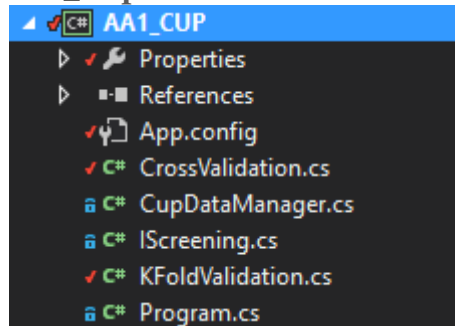 C# AA1_CUP
Properties
References
App.config
C# CrossValidation.cs
C# CupDataManager.cs
C# IScreening.cs
C# KFoldValidation.cs
C# Program.cs